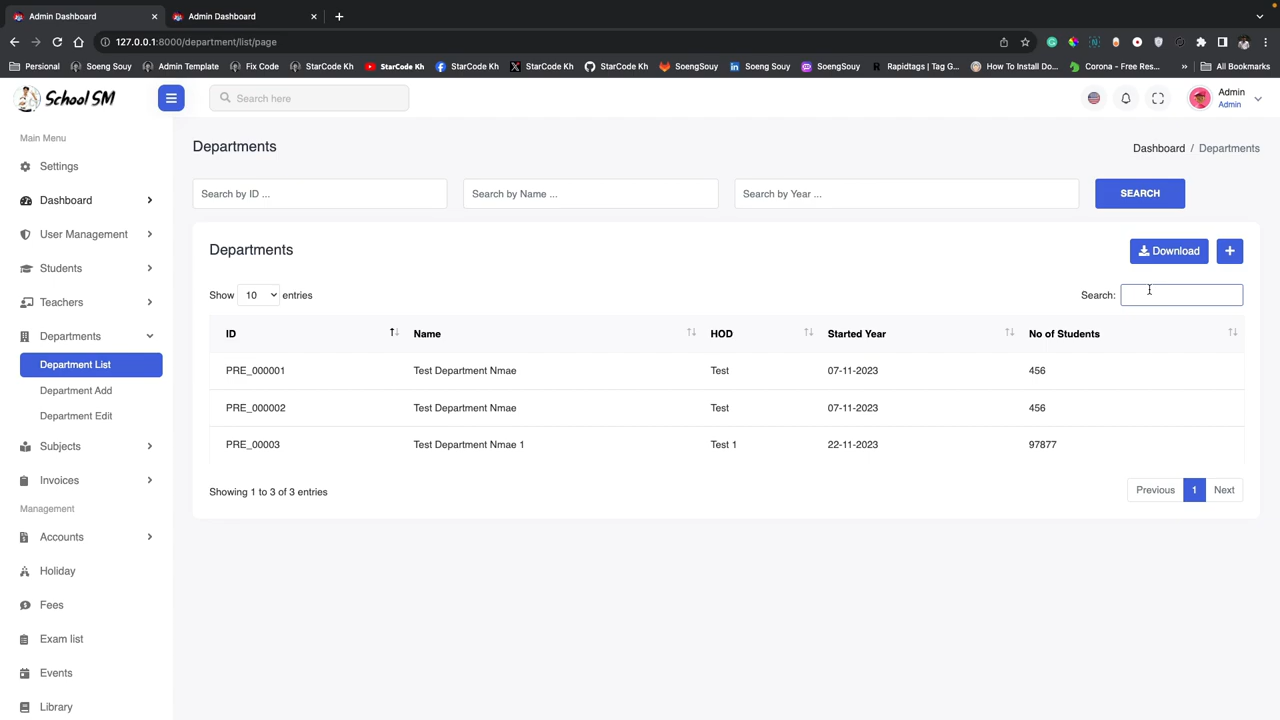 Admin Dashboard
Admin Dashboard
127.0.0.1:8000/department/list/page
Personal
Soeng Souy
Admin Template
Fix Code
StarCode Kh
StarCode Kh
StarCode Kh
StarCode Kh
StarCode Kh
SoengSouy
Soeng Souy
SoengSouy
Rapidtags | Tag G...
How To Install Do...
Corona - Free Res...
»
All Bookmarks
School SM
Search here
Admin
Admin
Main Menu
Settings
Dashboard
User Management
Students
Teachers
Departments
Department List
Department Add
Department Edit
Subjects
Invoices
Management
Accounts
Holiday
Fees
Exam list
Events
Library
Departments
Dashboard / Departments
Search by ID ...
Search by Name ...
Search by Year ...
SEARCH
Departments
Download
+
Show 10 entries
Search:
ID Name HOD Started Year No of Students
PRE_000001 Test Department Nmae Test 07-11-2023 456
PRE_000002 Test Department Nmae Test 07-11-2023 456
PRE_00003 Test Department Nmae 1 Test 1 22-11-2023 97877
Showing 1 to 3 of 3 entries
Previous 1 Next